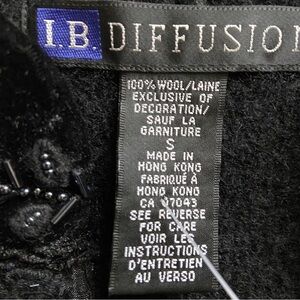 I.B. DIFFUSION
100% WOOL/LAINE
EXCLUSIVE OF
DECORATION/
SAUF LA
GARNITURE
S
MADE IN
HONG KONG
FABRIQUÉ À
HONG KONG
CA 07043
SEE REVERSE
FOR CARE
VOIR LES
INSTRUCTIONS
D'ENTRETIEN
AU VERSO